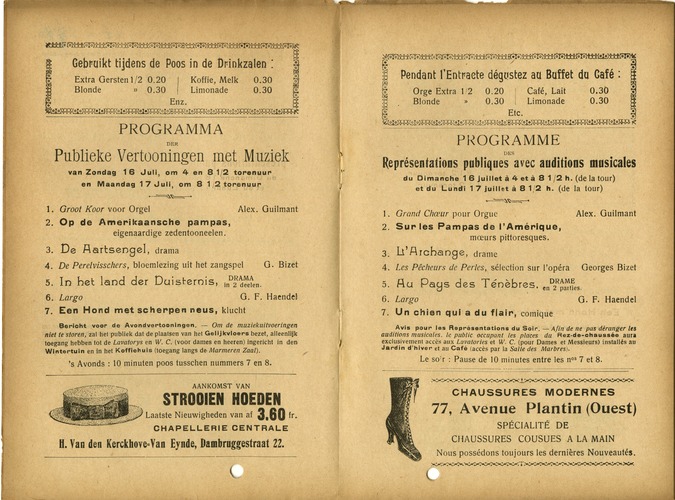 Gebruikt tijdens de Poos in de Drinkzalen :
Extra Gersten 1/2 0.20 Koffie, Melk 0.30
Blonde » 0.30 Limonade 0.30
Enz.
PROGRAMMA
DER
Publieke Vertooningen met Muziek
van Zondag 16 Juli, om 4 en 8 1/2 torenuur
en Maandag 17 Juli, om 8 1/2 torenuur
1. Groot Koor voor Orgel Alex. Guilmant
2. Op de Amerikaansche pampas,
eigenaardige zedentooneelen.
3. De Aartsengel, drama
4. De Perelvisschers, bloemlezing uit het zangspel G. Bizet
5. In het land der Duisternis, DRAMA in 2 deelen.
6. Largo G. F. Haendel
7. Een Hond met scherpen neus, klucht
Bericht voor de Avondvertooningen. — Om de muziekuitvoeringen
niet te storen, zal het publiek dat de plaatsen van het Gelijkvloers bezet, alleenlijk
toegang hebben tot de Lavatorys en W. C. (voor dames en heeren) ingericht in den
Wintertuin en in het Koffiehuis (toegang langs de Marmeren Zaal).
's Avonds : 10 minuten poos tusschen nummers 7 en 8.
AANKOMST VAN
STROOIEN HOEDEN
Laatste Nieuwigheden van af 3.60 fr.
CHAPELLERIE CENTRALE
H. Van den Kerckhove-Van Eynde, Dambruggestraat 22.
Pendant l'Entracte dégustez au Buffet du Café :
Orge Extra 1/2 0.20 Café, Lait 0.30
Blonde » 0.30 Limonade 0.30
Etc.
PROGRAMME
DES
Représentations publiques avec auditions musicales
du Dimanche 16 juillet à 4 et à 8 1/2 h. (de la tour)
et du Lundi 17 juillet à 8 1/2 h. (de la tour)
1. Grand Chœur pour Orgue Alex. Guilmant
2. Sur les Pampas de l'Amérique,
mœurs pittoresques.
3. L'Archange, drame
4. Les Pêcheurs de Perles, sélection sur l'opéra Georges Bizet
5. Au Pays des Ténèbres, DRAME en 2 parties.
6. Largo G. F. Haendel
7. Un chien qui a du flair, comique
Avis pour les Représentations du Soir. — Afin de ne pas déranger les
auditions musicales, le public occupant les places du Rez-de-chaussée aura
exclusivement accès aux Lavatories et W. C. (pour Dames et Messieurs) installés au
Jardin d'hiver et au Café (accès par la Salle des Marbres).
Le soir : Pause de 10 minutes entre les nos 7 et 8.
CHAUSSURES MODERNES
77, Avenue Plantin (Ouest)
SPÉCIALITÉ DE
CHAUSSURES COUSUES A LA MAIN
Nous possédons toujours les dernières Nouveautés.